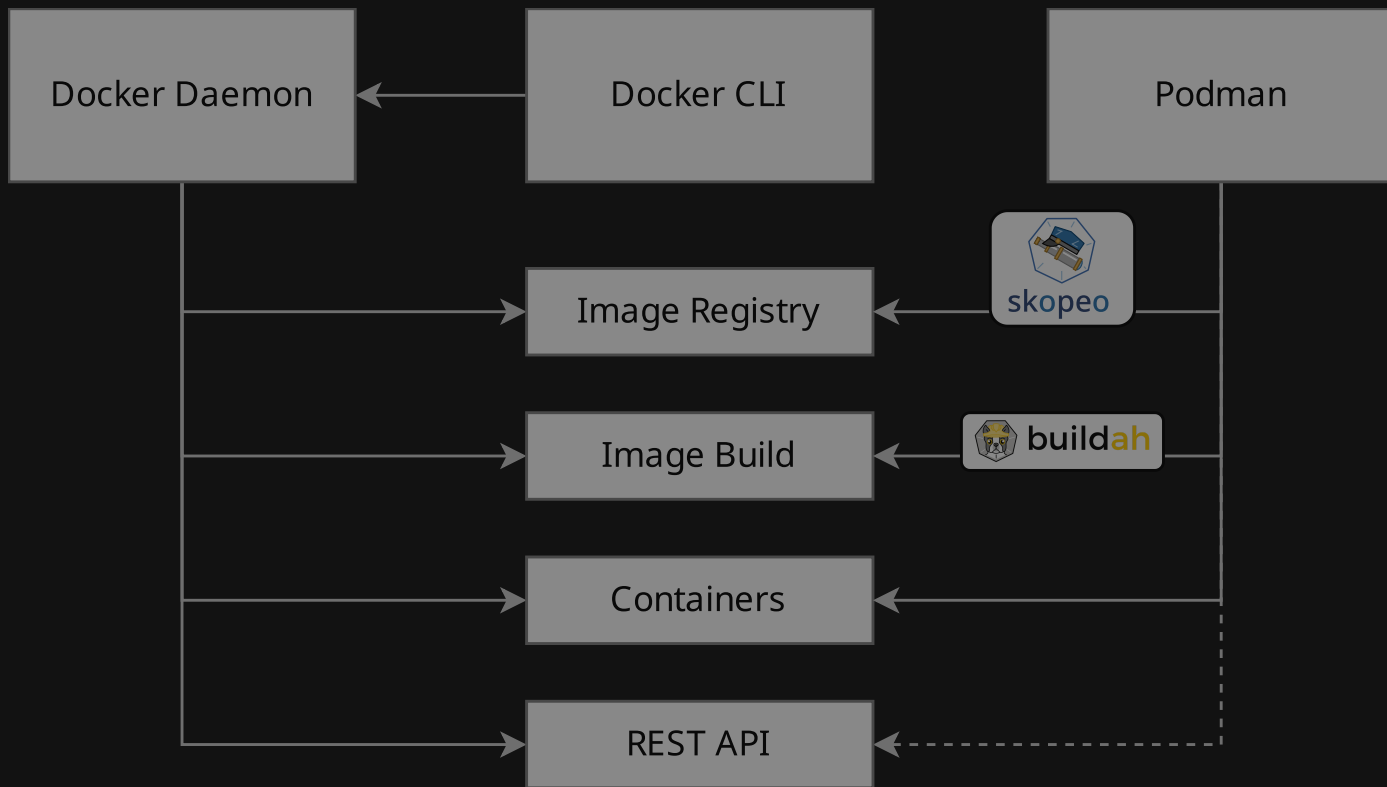 Docker Daemon
Docker CLI
Podman
skopeo
Image Registry
buildah
Image Build
Containers
REST API